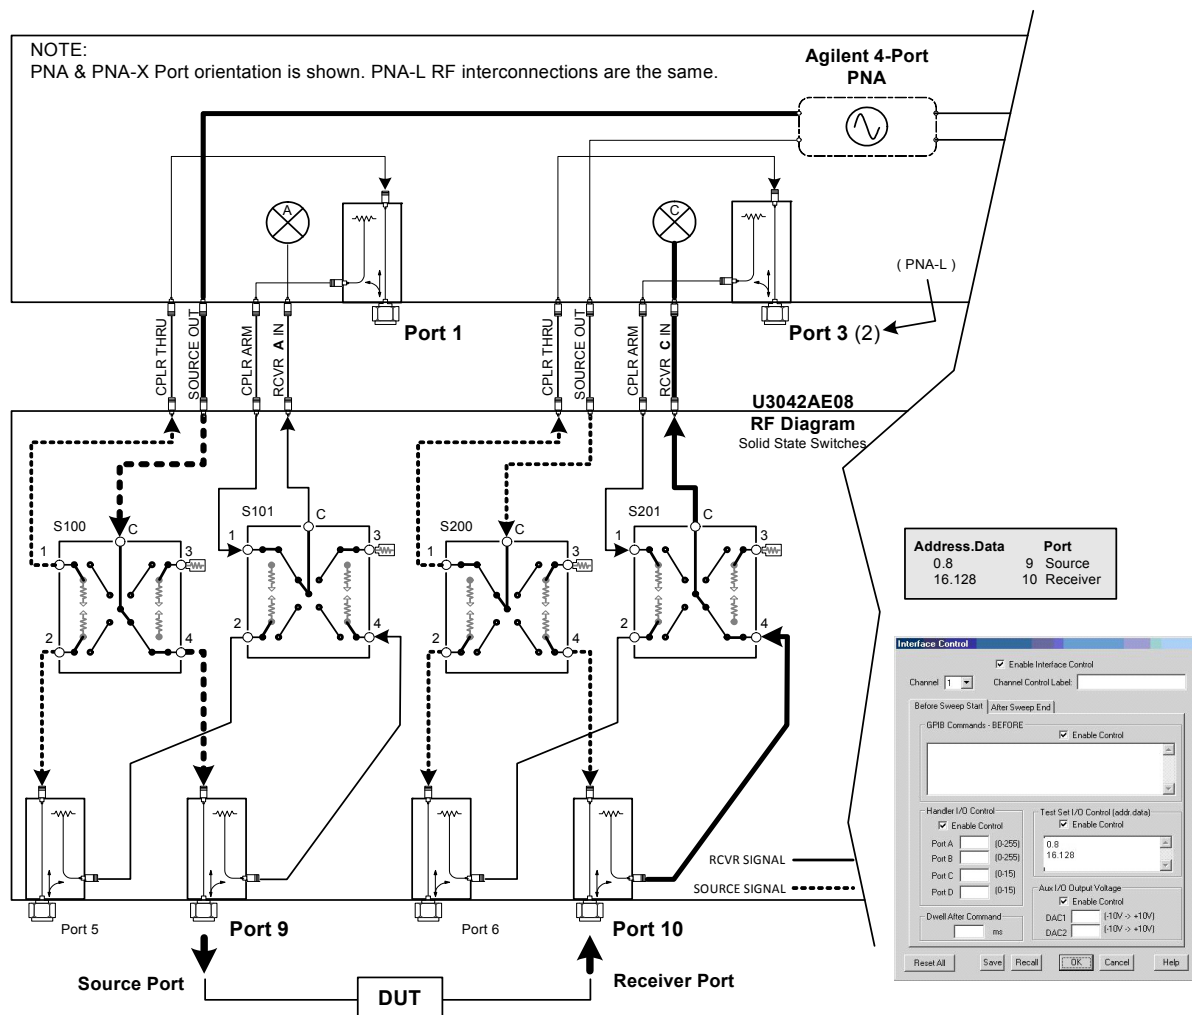 NOTE:
PNA & PNA-X Port orientation is shown. PNA-L RF interconnections are the same.
Agilent 4-Port
PNA
A
C
( PNA-L )
Port 1
Port 3 (2)
CPLR THRU
SOURCE OUT
CPLR ARM
RCVR A IN
CPLR THRU
SOURCE OUT
CPLR ARM
RCVR C IN
U3042AE08
RF Diagram
Solid State Switches
S100
C
1
3
2
4
S101
C
1
3
2
4
S200
C
1
3
2
4
S201
C
1
3
2
4
Address.Data Port
0.8 9 Source
16.128 10 Receiver
RCVR SIGNAL
SOURCE SIGNAL
Port 5
Port 9
Port 6
Port 10
Source Port
DUT
Receiver Port
Interface Control
Enable Interface Control
Channel 1 Channel Control Label:
Before Sweep Start After Sweep End
GPIB Commands - BEFORE
Enable Control
Handler I/O Control
Enable Control
Port A (0-255)
Port B (0-255)
Port C (0-15)
Port D (0-15)
Test Set I/O Control (addr.data)
Enable Control
0.8
16.128
Aux I/O Output Voltage
Enable Control
DAC1 (-10V -> +10V)
DAC2 (-10V -> +10V)
Dwell After Command
ms
Reset All Save Recall OK Cancel Help